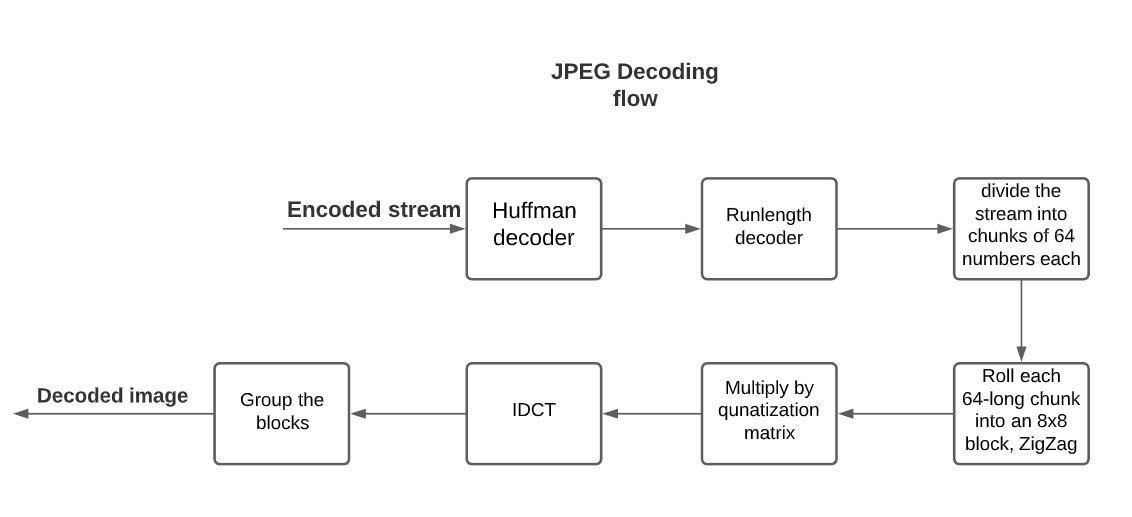 JPEG Decoding
flow
Encoded stream
Huffman
decoder
Runlength
decoder
divide the
stream into
chunks of 64
numbers each
Roll each
64-long chunk
into an 8x8
block, ZigZag
Multiply by
qunatization
matrix
IDCT
Group the
blocks
Decoded image